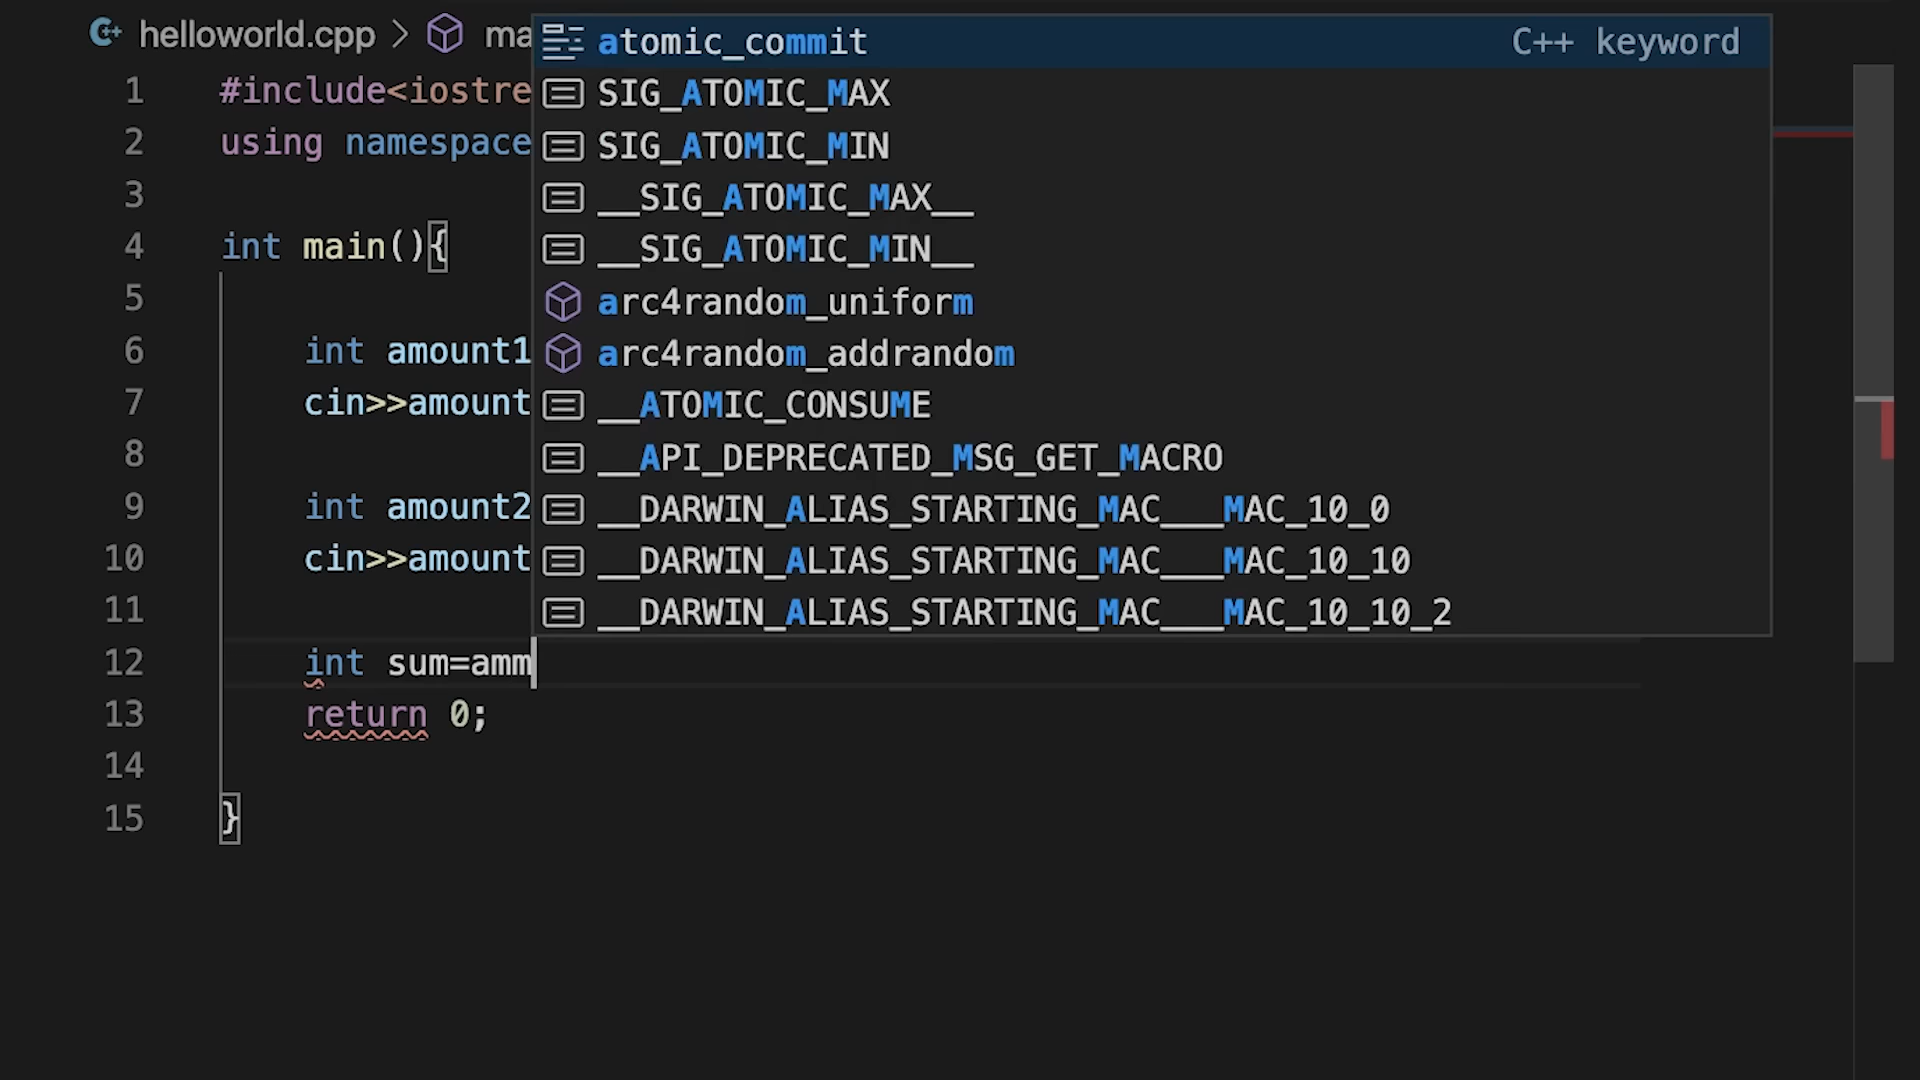 helloworld.cpp > ma
atomic_commit C++ keyword
SIG_ATOMIC_MAX
SIG_ATOMIC_MIN
__SIG_ATOMIC_MAX__
__SIG_ATOMIC_MIN__
arc4random_uniform
arc4random_addrandom
__ATOMIC_CONSUME
__API_DEPRECATED_MSG_GET_MACRO
__DARWIN_ALIAS_STARTING_MAC___MAC_10_0
__DARWIN_ALIAS_STARTING_MAC___MAC_10_10
__DARWIN_ALIAS_STARTING_MAC___MAC_10_10_2
1 #include<iostre
2 using namespace
3
4 int main(){
5
6 int amount1
7 cin>>amount
8
9 int amount2
10 cin>>amount
11
12 int sum=amm
13 return 0;
14
15 }